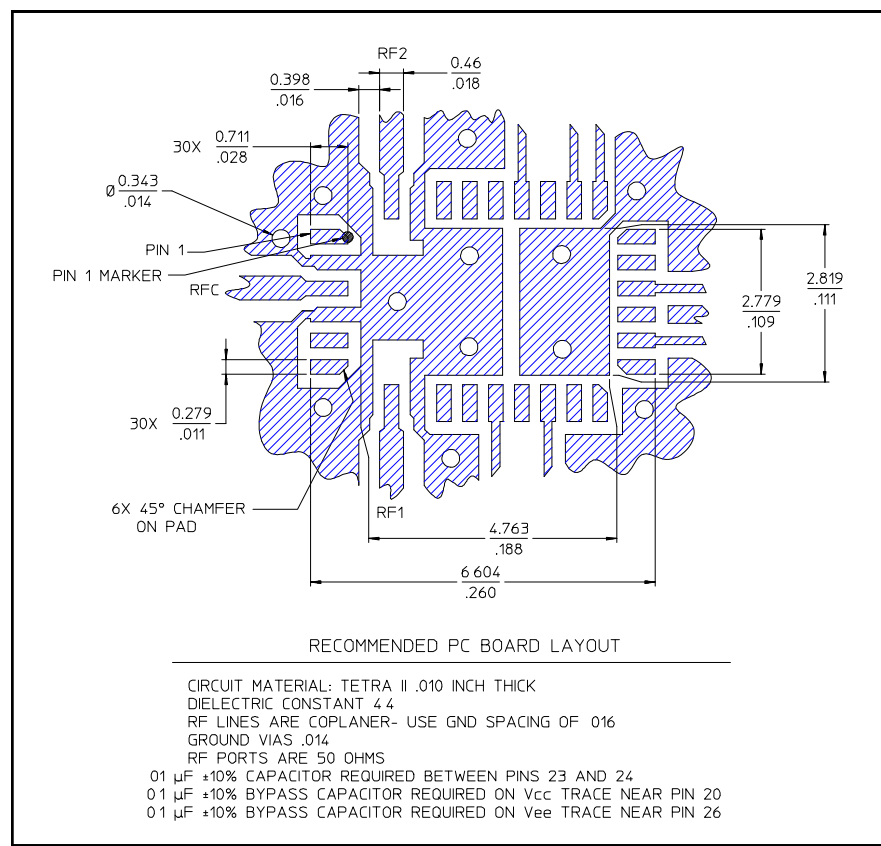 RF2
0.46
.018
0.398
.016
30X 0.711
.028
Ø 0.343
.014
PIN 1
PIN 1 MARKER
RFC
2.819
.111
2.779
.109
30X 0.279
.011
6X 45° CHAMFER
ON PAD
RF1
4.763
.188
6 604
.260
RECOMMENDED PC BOARD LAYOUT
CIRCUIT MATERIAL: TETRA II .010 INCH THICK
DIELECTRIC CONSTANT 4 4
RF LINES ARE COPLANER- USE GND SPACING OF 016
GROUND VIAS .014
RF PORTS ARE 50 OHMS
01 µF ±10% CAPACITOR REQUIRED BETWEEN PINS 23 AND 24
0 1 µF ±10% BYPASS CAPACITOR REQUIRED ON Vcc TRACE NEAR PIN 20
0 1 µF ±10% BYPASS CAPACITOR REQUIRED ON Vee TRACE NEAR PIN 26